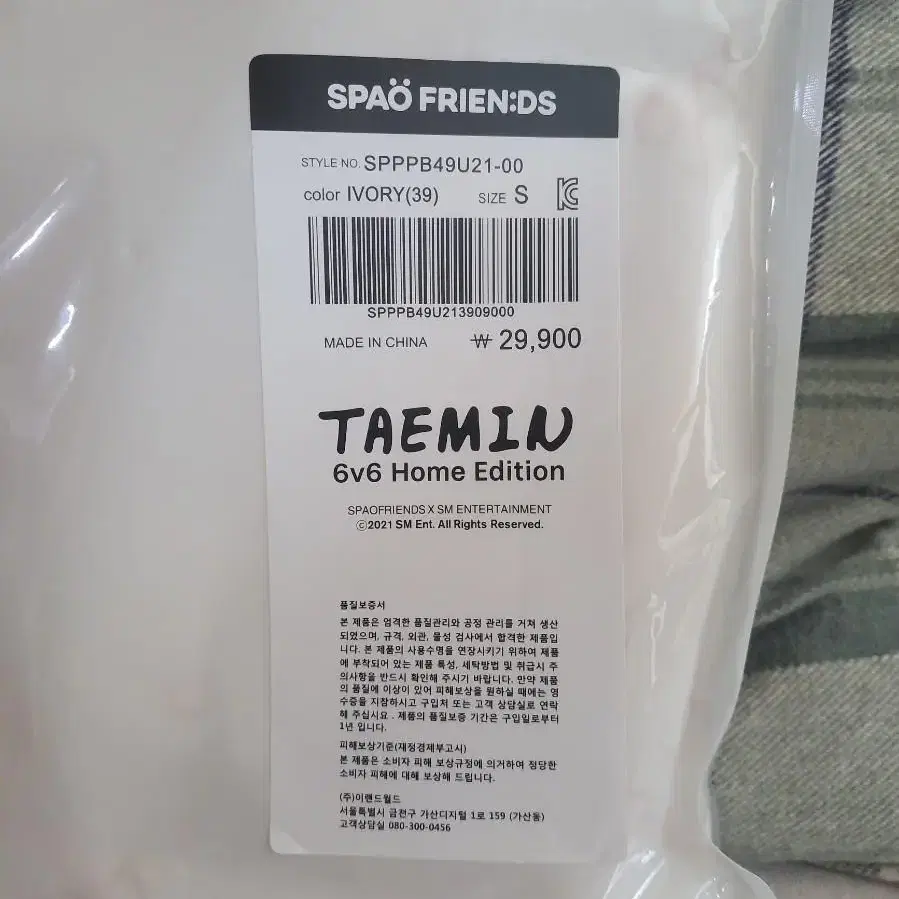 SPAÖ FRIEN:DS
STYLE NO. SPPPB49U21-00
color IVORY(39) SIZE S
SPPPB49U213909000
MADE IN CHINA ₩ 29,900
TAEMIN
6v6 Home Edition
SPAOFRIENDS X SM ENTERTAINMENT
ⓒ2021 SM Ent. All Rights Reserved.
품질보증서
본 제품은 엄격한 품질관리와 공정 관리를 거쳐 생산
되었으며, 규격, 외관, 물성 검사에서 합격한 제품입
니다. 본 제품의 사용수명을 연장시키기 위하여 제품
에 부착되어 있는 제품 특성, 세탁방법 및 취급시 주
의사항을 반드시 확인해 주시기 바랍니다. 만약 제품
의 품질에 이상이 있어 피해보상을 원하실 때에는 영
수증을 지참하시고 구입처 또는 고객 상담실로 연락
해 주십시요 . 제품의 품질보증 기간은 구입일로부터
1년 입니다.
피해보상기준(재정경제부고시)
본 제품은 소비자 피해 보상규정에 의거하여 정당한
소비자 피해에 대해 보상해 드립니다.
(주)이랜드월드
서울특별시 금천구 가산디지털 1로 159 (가산동)
고객상담실 080-300-0456